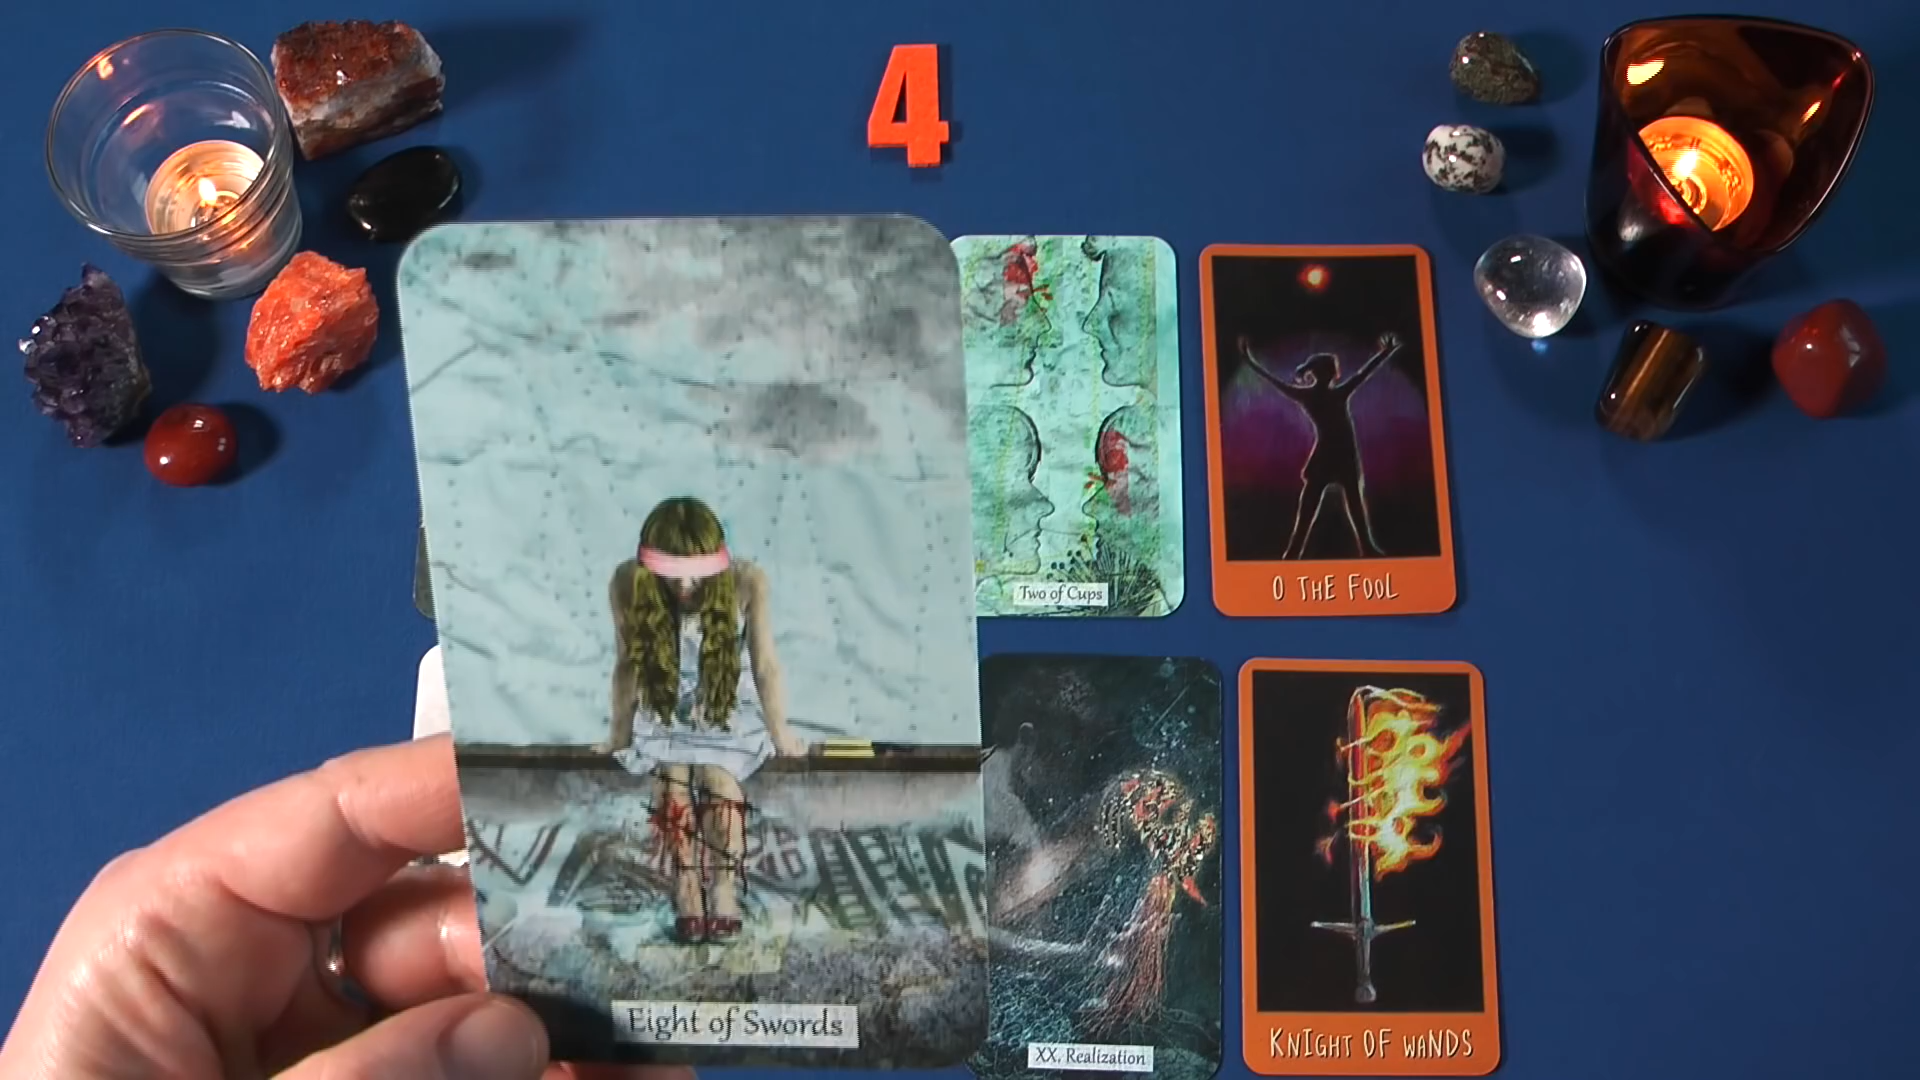 4
Two of Cups
0 THE FOOL
Eight of Swords
XX. Realization
KNIGHT OF WANDS